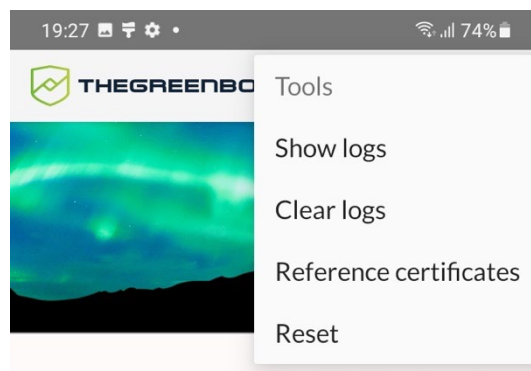 19:27 74%
THEGREENBO
Tools
Show logs
Clear logs
Reference certificates
Reset